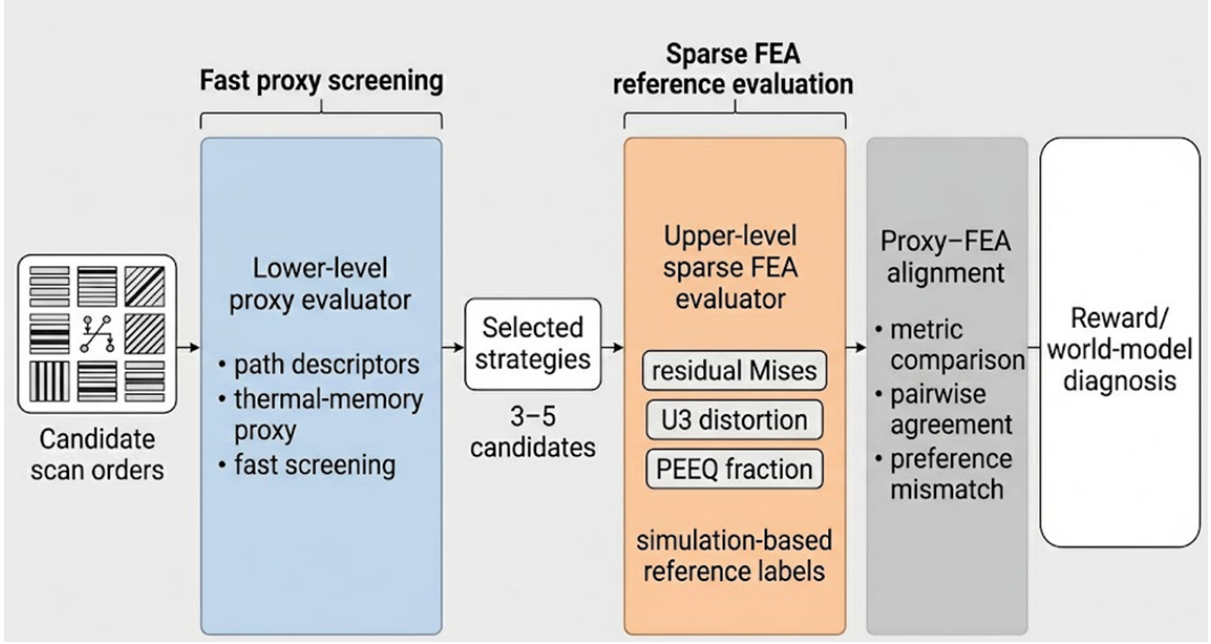 Fast proxy screening
Sparse FEA
reference evaluation
Candidate
scan orders
Lower-level
proxy evaluator
• path descriptors
• thermal-memory
proxy
• fast screening
Selected
strategies
3–5
candidates
Upper-level
sparse FEA
evaluator
residual Mises
U3 distortion
PEEQ fraction
simulation-based
reference labels
Proxy–FEA
alignment
• metric
comparison
• pairwise
agreement
• preference
mismatch
Reward/
world-model
diagnosis